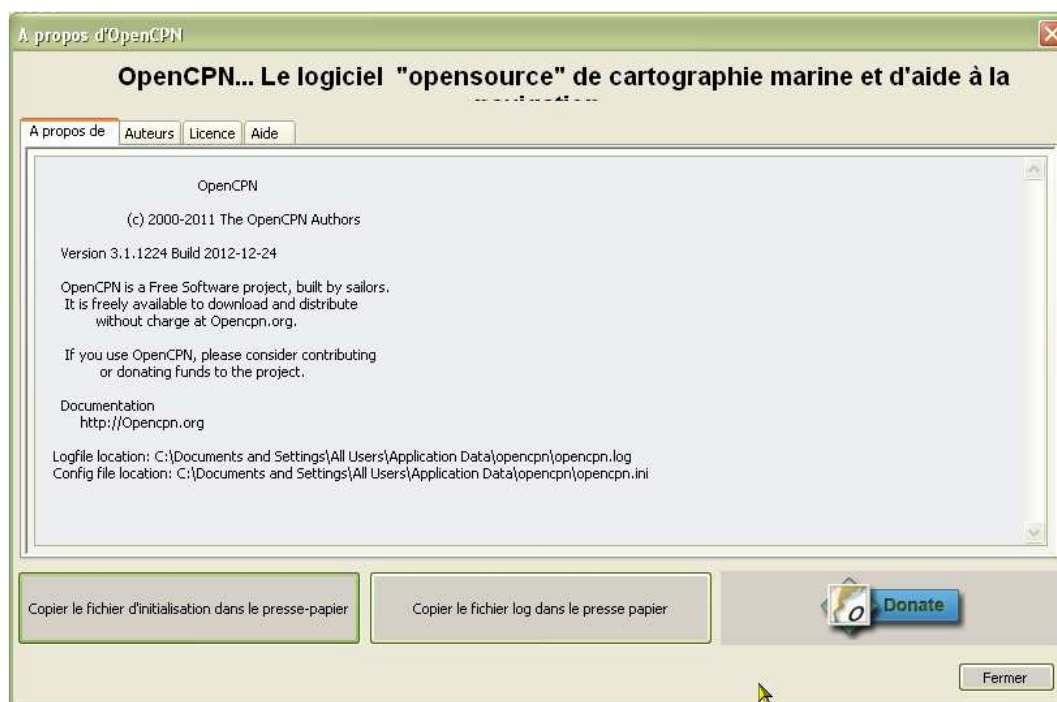 A propos d'OpenCPN
OpenCPN... Le logiciel "opensource" de cartographie marine et d'aide à la
A propos de
Auteurs
Licence
Aide
OpenCPN
(c) 2000-2011 The OpenCPN Authors
Version 3.1.1224 Build 2012-12-24
OpenCPN is a Free Software project, built by sailors.
It is freely available to download and distribute
without charge at Opencpn.org.
If you use OpenCPN, please consider contributing
or donating funds to the project.
Documentation
http://Opencpn.org
Logfile location: C:\Documents and Settings\All Users\Application Data\opencpn\opencpn.log
Config file location: C:\Documents and Settings\All Users\Application Data\opencpn\opencpn.ini
Copier le fichier d'initialisation dans le presse-papier
Copier le fichier log dans le presse papier
Donate
Fermer